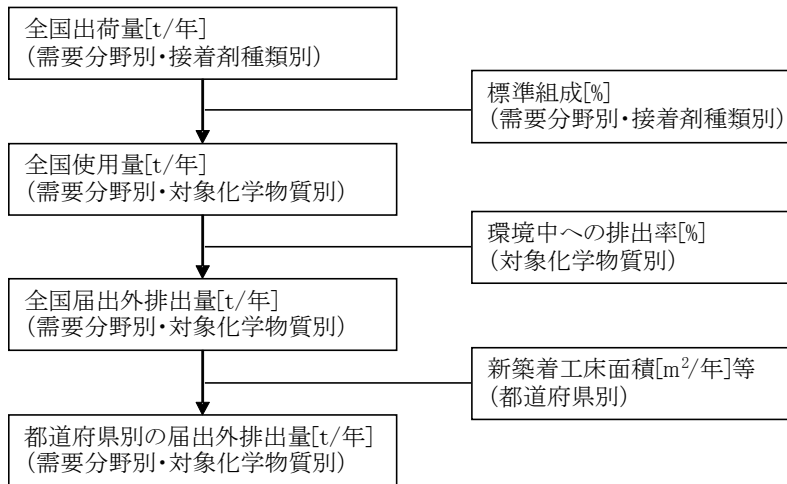 全国出荷量[t/年]
(需要分野別・接着剤種類別)
標準組成[%]
(需要分野別・接着剤種類別)
全国使用量[t/年]
(需要分野別・対象化学物質別)
環境中への排出率[%]
(対象化学物質別)
全国届出外排出量[t/年]
(需要分野別・対象化学物質別)
新築着工床面積[m²/年]等
(都道府県別)
都道府県別の届出外排出量[t/年]
(需要分野別・対象化学物質別)